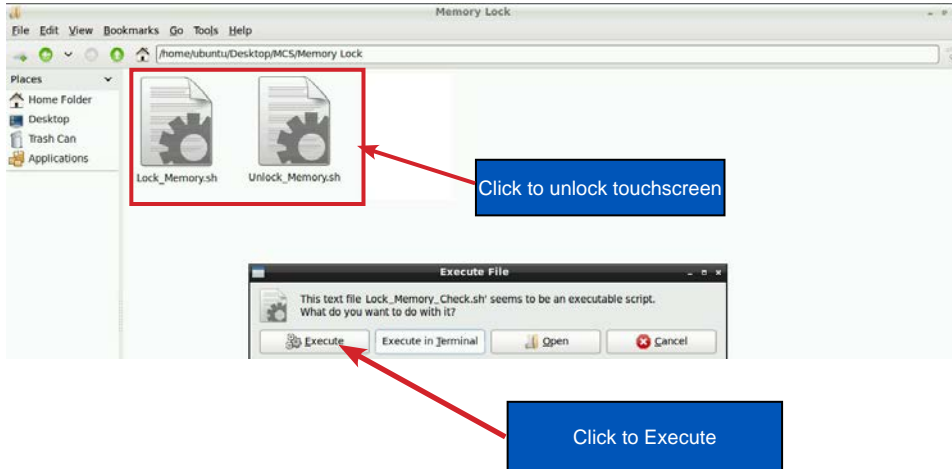 Memory Lock
File Edit View Bookmarks Go Tools Help
/home/ubuntu/Desktop/MCS/Memory Lock
Places
Home Folder
Desktop
Trash Can
Applications
Lock_Memory.sh
Unlock_Memory.sh
Click to unlock touchscreen
Execute File
This text file Lock_Memory_Check.sh' seems to be an executable script.
What do you want to do with it?
Execute
Execute in Terminal
Open
Cancel
Click to Execute